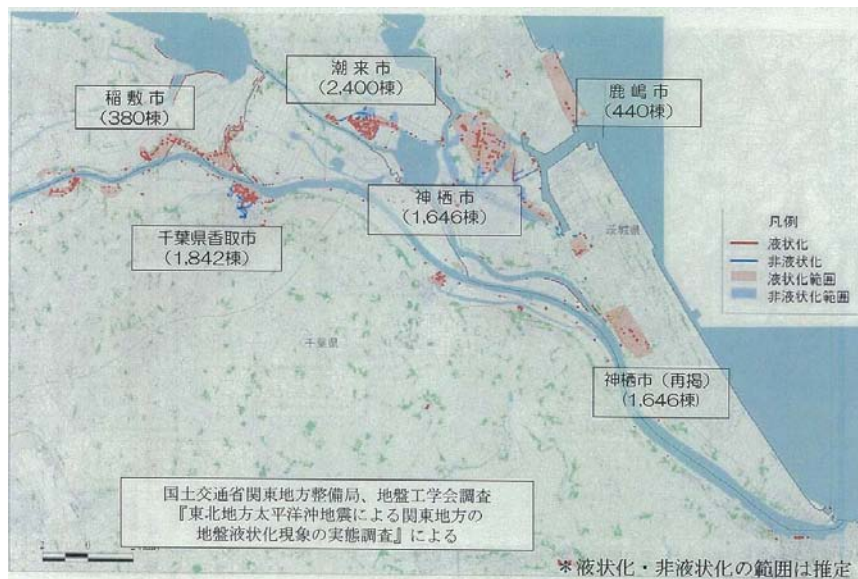 潮来市
(2,400棟)
鹿嶋市
(440棟)
稲敷市
(380棟)
神栖市
(1,646棟)
千葉県香取市
(1,842棟)
茨城県
凡例
液状化
非液状化
液状化範囲
非液状化範囲
千葉県
神栖市（再掲）
(1,646棟)
国土交通省関東地方整備局、地盤工学会調査
『東北地方太平洋沖地震による関東地方の
地盤液状化現象の実態調査』による
＊液状化・非液状化の範囲は推定